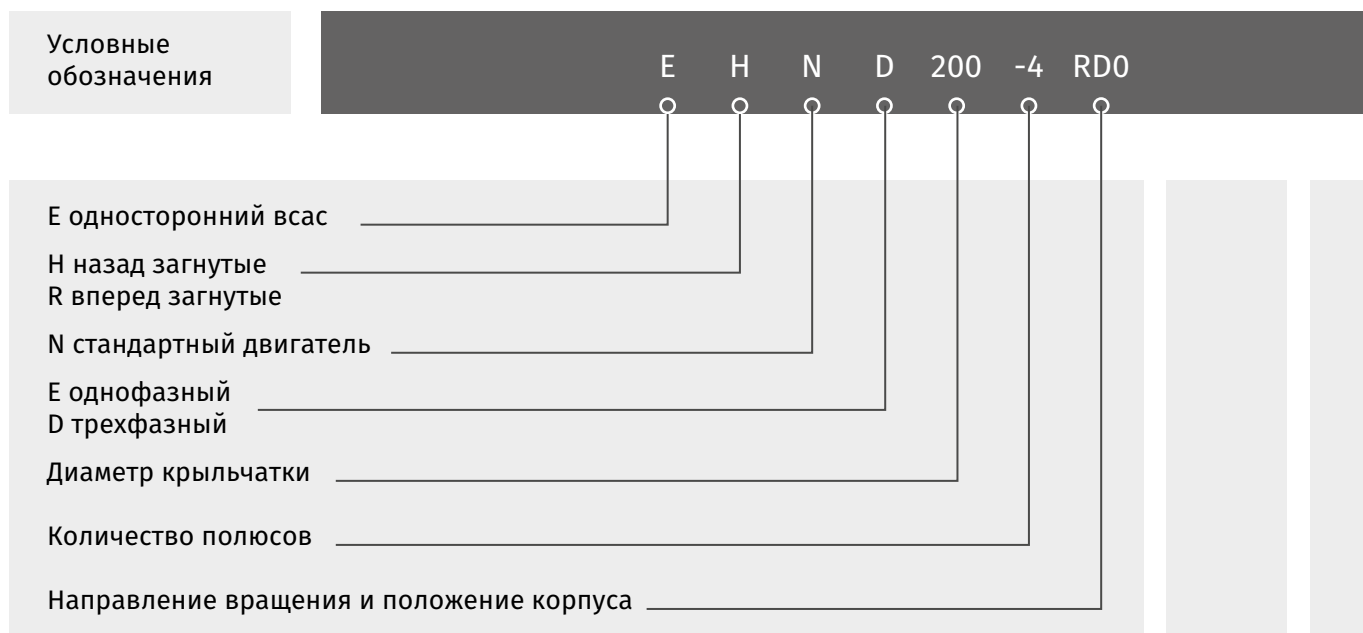 Условные
обозначения
E H N D 200 -4 RD0
E односторонний всас
H назад загнутые
R вперед загнутые
N стандартный двигатель
E однофазный
D трехфазный
Диаметр крыльчатки
Количество полюсов
Направление вращения и положение корпуса